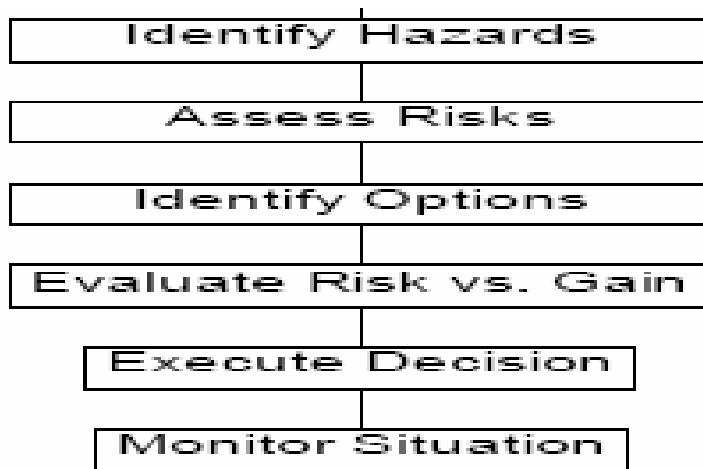 Identify Hazards
Assess Risks
Identify Options
Evaluate Risk vs. Gain
Execute Decision
Monitor Situation